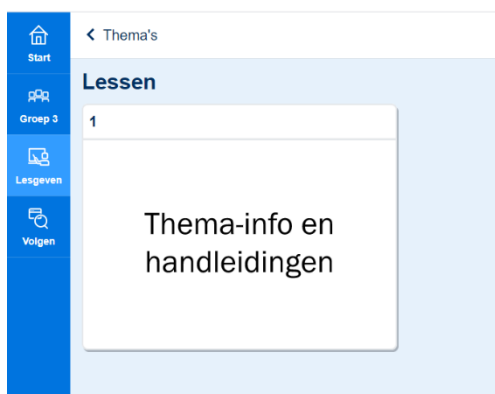 Start
Groep 3
Lesgeven
Volgen
Thema's
Lessen
1
Thema-info en
handleidingen